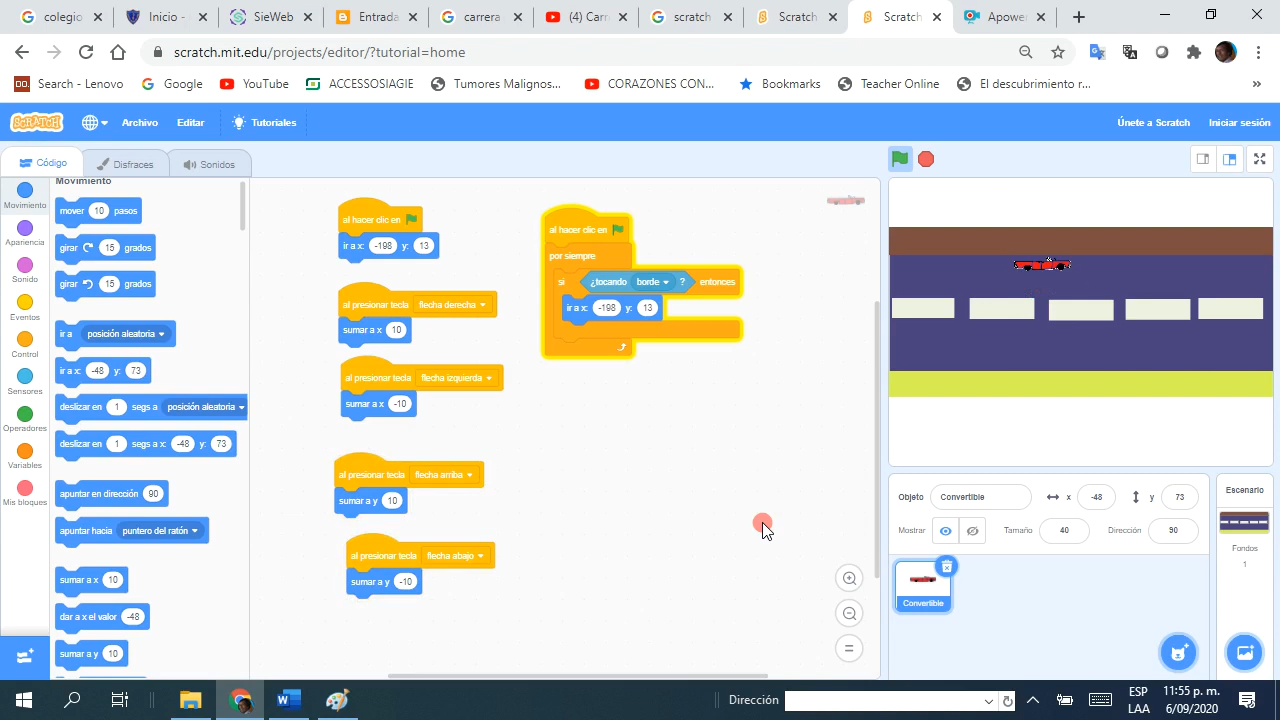 colegio
Inicio -
SieWeb
Entrada
carrera
(4) Carr
scratch
Scratch
Scratch
Apower
scratch.mit.edu/projects/editor/?tutorial=home
DO. Search - Lenovo
Google
YouTube
ACCESSOSIAGIE
Tumores Malignos...
CORAZONES CON...
Bookmarks
Teacher Online
El descubrimiento r...
»
SCRATCH
Archivo
Editar
Tutoriales
Únete a Scratch
Iniciar sesión
Código
Disfraces
Sonidos
Movimiento
Apariencia
Sonido
Eventos
Control
Sensores
Operadores
Variables
Mis bloques
Movimiento
mover 10 pasos
girar 15 grados
girar 15 grados
ir a posición aleatoria
ir a x: -48 y: 73
deslizar en 1 segs a posición aleatoria
deslizar en 1 segs a x: -48 y: 73
apuntar en dirección 90
apuntar hacia puntero del ratón
sumar a x 10
dar a x el valor -48
sumar a y 10
al hacer clic en
ir a x: -198 y: 13
al presionar tecla flecha derecha
sumar a x 10
al presionar tecla flecha izquierda
sumar a x -10
al presionar tecla flecha arriba
sumar a y 10
al presionar tecla flecha abajo
sumar a y -10
al hacer clic en
por siempre
si ¿tocando borde ? entonces
ir a x: -198 y: 13
Objeto Convertible x -48 y 73
Mostrar Tamaño 40 Dirección 90
Convertible
Escenario
Fondos
1
Dirección
ESP
LAA
11:55 p. m.
6/09/2020